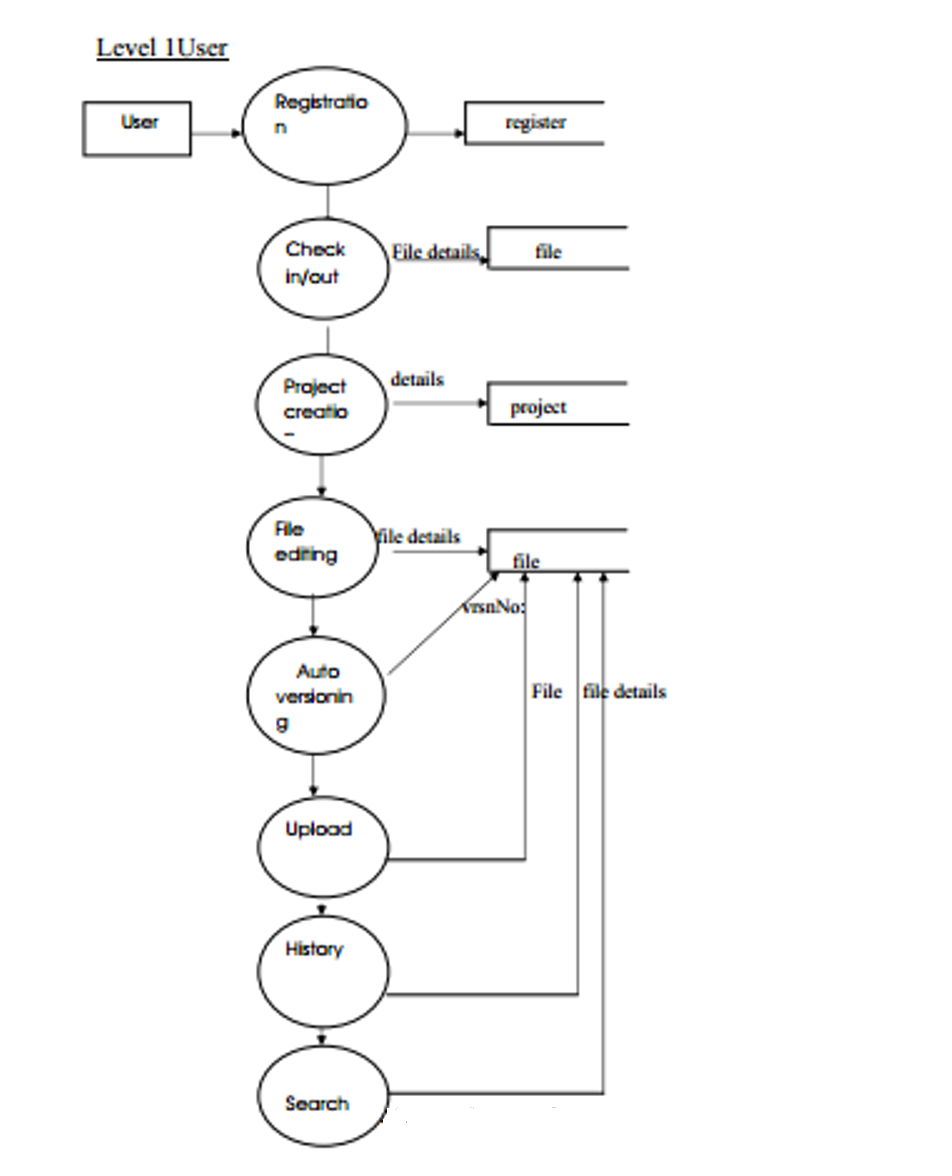 Level 1User
User
Registratio
n
register
Check
in/out
File details
file
Project
creatio
details
project
File
editing
file details
file
vrsnNo:
Auto
versionin
g
File
file details
Upload
History
Search